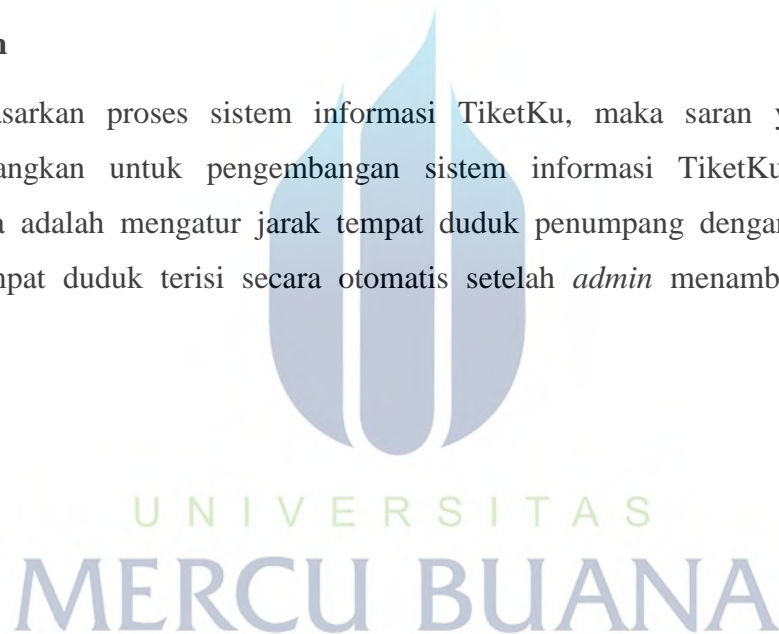 n
asarkan proses sistem informasi TiketKu, maka saran y
angkan untuk pengembangan sistem informasi TiketKu
a adalah mengatur jarak tempat duduk penumpang dengan
mpat duduk terisi secara otomatis setelah admin menamb
UNIVERSITAS
MERCU BUANA